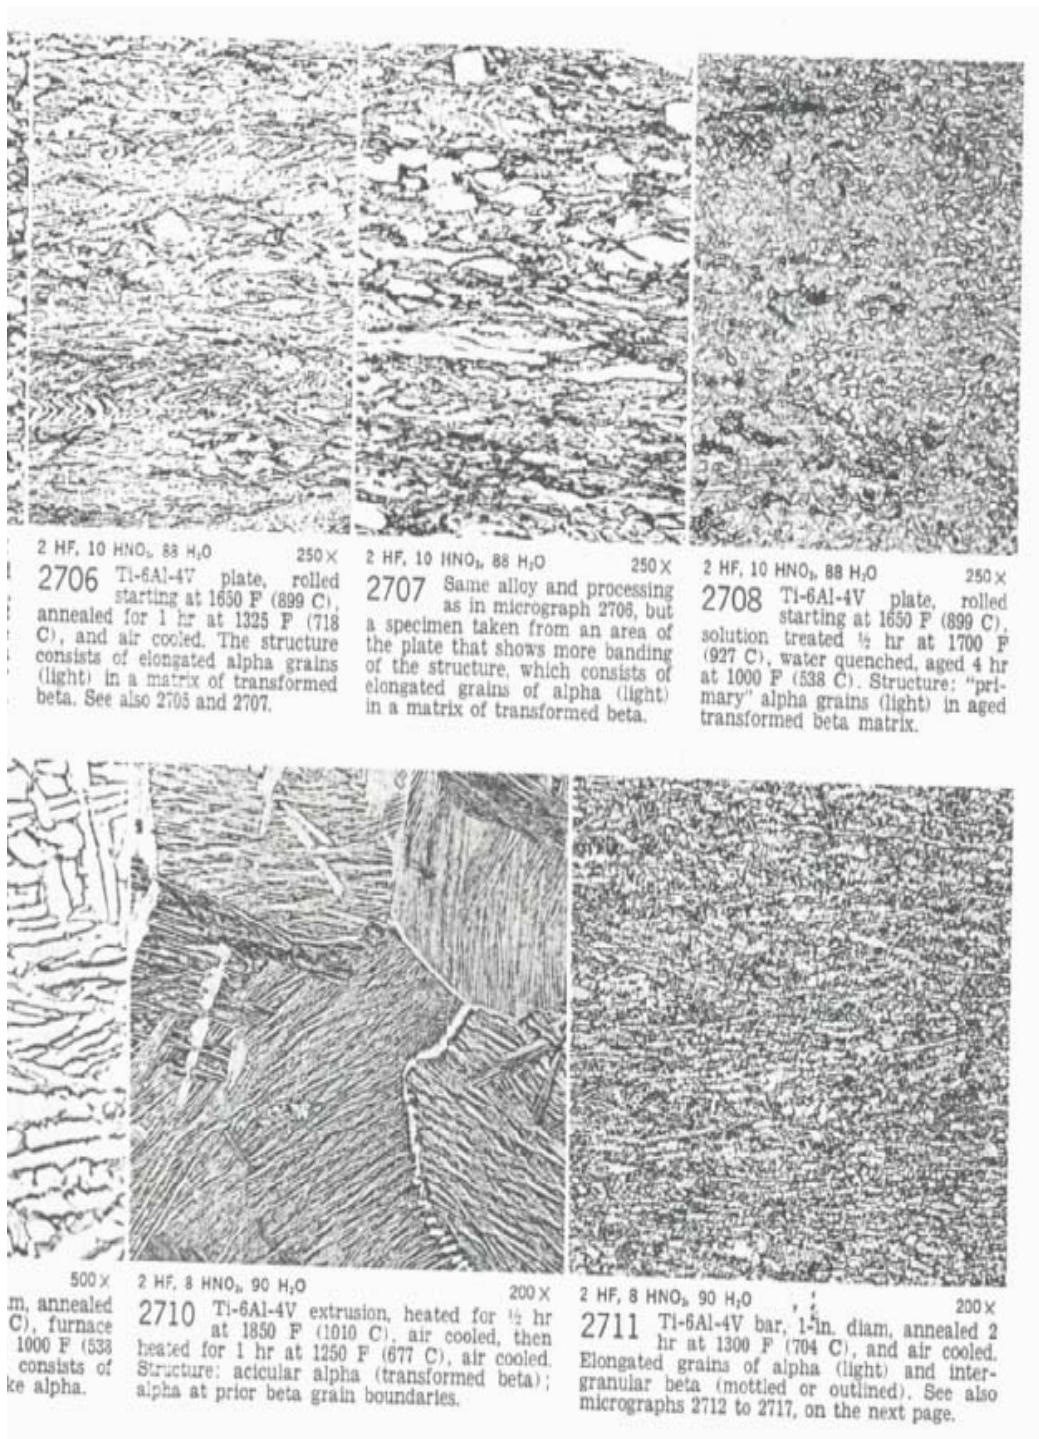 2 HF, 10 HNO₃, 88 H₂O 250 X
2706 Ti-6Al-4V plate, rolled
starting at 1650 F (899 C),
annealed for 1 hr at 1325 F (718
C), and air cooled. The structure
consists of elongated alpha grains
(light) in a matrix of transformed
beta. See also 2705 and 2707.
2 HF, 10 HNO₃, 88 H₂O 250 X
2707 Same alloy and processing
as in micrograph 2706, but
a specimen taken from an area of
the plate that shows more banding
of the structure, which consists of
elongated grains of alpha (light)
in a matrix of transformed beta.
2 HF, 10 HNO₃, 88 H₂O 250 X
2708 Ti-6Al-4V plate, rolled
starting at 1650 F (899 C),
solution treated ½ hr at 1700 F
(927 C), water quenched, aged 4 hr
at 1000 F (538 C). Structure: "pri-
mary" alpha grains (light) in aged
transformed beta matrix.
500 X
m, annealed
C), furnace
1000 F (538
consists of
ke alpha.
2 HF, 8 HNO₃, 90 H₂O 200 X
2710 Ti-6Al-4V extrusion, heated for ½ hr
at 1850 F (1010 C), air cooled, then
heated for 1 hr at 1250 F (677 C), air cooled.
Structure: acicular alpha (transformed beta);
alpha at prior beta grain boundaries.
2 HF, 8 HNO₃, 90 H₂O 200 X
2711 Ti-6Al-4V bar, 1-in. diam, annealed 2
hr at 1300 F (704 C), and air cooled.
Elongated grains of alpha (light) and inter-
granular beta (mottled or outlined). See also
micrographs 2712 to 2717, on the next page.